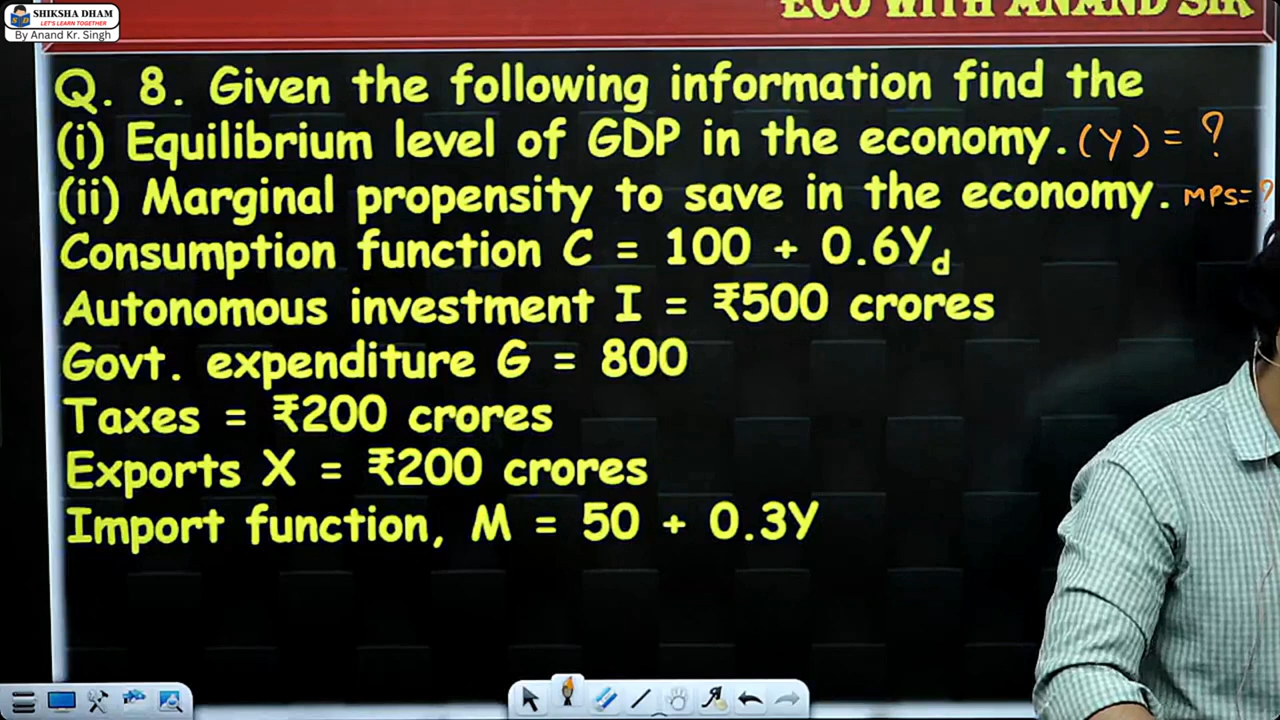 SHIKSHA DHAM
LET'S LEARN TOGETHER
By Anand Kr. Singh
ECO WITH ANAND SIR
Q. 8. Given the following information find the
(i) Equilibrium level of GDP in the economy. (Y) = ?
(ii) Marginal propensity to save in the economy. MPS= ?
Consumption function C = 100 + 0.6Yd
Autonomous investment I = ₹500 crores
Govt. expenditure G = 800
Taxes = ₹200 crores
Exports X = ₹200 crores
Import function, M = 50 + 0.3Y